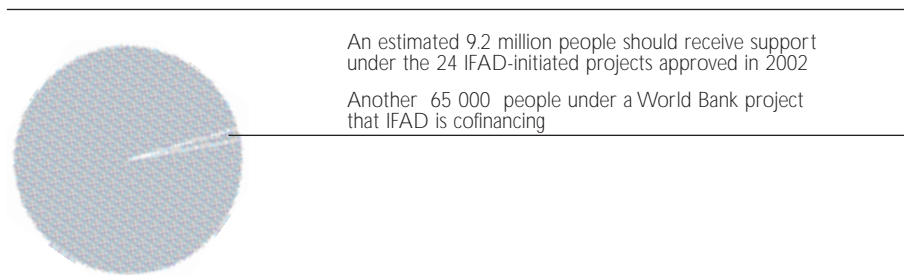 An estimated 9.2 million people should receive support
under the 24 IFAD-initiated projects approved in 2002
Another 65 000 people under a World Bank project
that IFAD is cofinancing